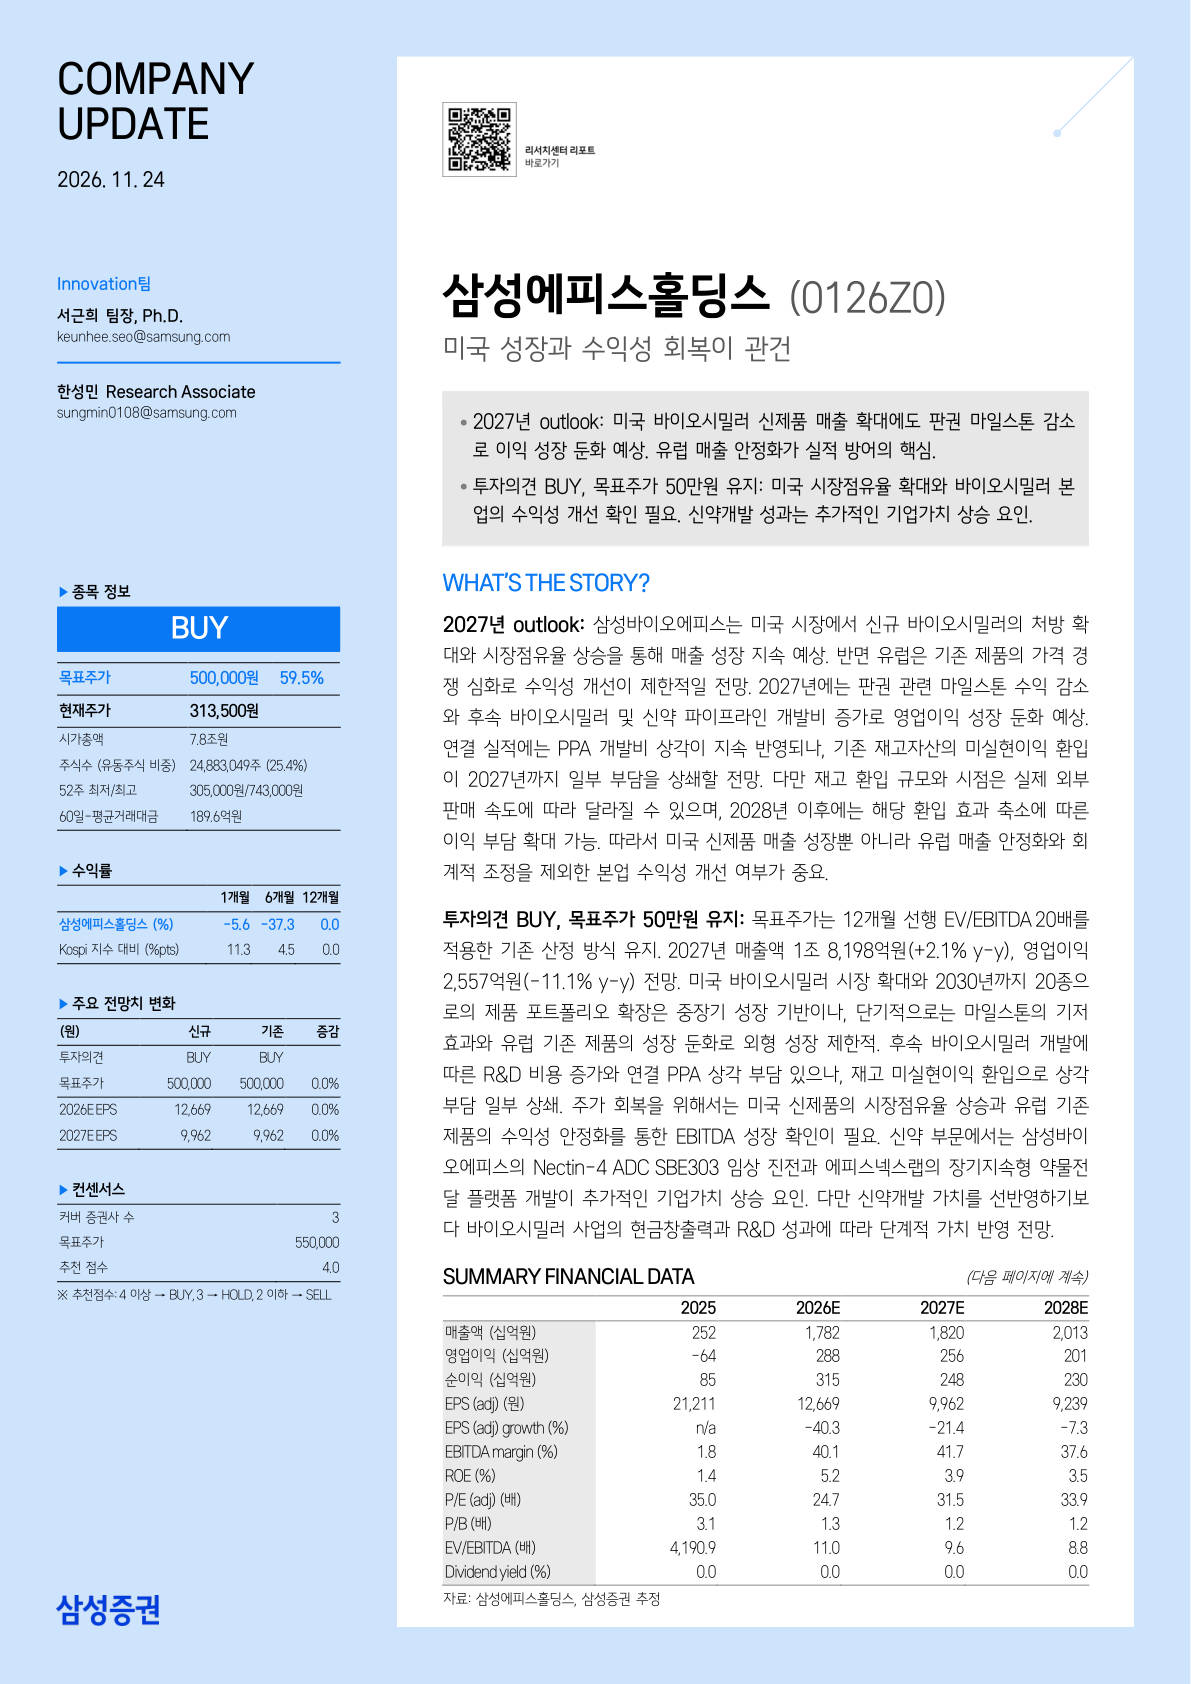 COMPANY
UPDATE
2026. 11. 24
Innovation팀
서근희 팀장, Ph.D.
keunhee.seo@samsung.com
한성민 Research Associate
sungmin0108@samsung.com
▶ 종목 정보
BUY
목표주가 500,000원 59.5%
현재주가 313,500원
시가총액 7.8조원
주식수 (유동주식 비중) 24,883,049주 (25.4%)
52주 최저/최고 305,000원/743,000원
60일-평균거래대금 189.6억원
▶ 수익률
1개월 6개월 12개월
삼성에피스홀딩스 (%) -5.6 -37.3 0.0
Kospi 지수 대비 (%pts) 11.3 4.5 0.0
▶ 주요 전망치 변화
(원) 신규 기존 증감
투자의견 BUY BUY
목표주가 500,000 500,000 0.0%
2026E EPS 12,669 12,669 0.0%
2027E EPS 9,962 9,962 0.0%
▶ 컨센서스
커버 증권사 수 3
목표주가 550,000
추천 점수 4.0
※ 추천점수: 4 이상 → BUY, 3 → HOLD, 2 이하 → SELL
삼성증권
리서치센터 리포트
바로가기
삼성에피스홀딩스 (0126Z0)
미국 성장과 수익성 회복이 관건
• 2027년 outlook: 미국 바이오시밀러 신제품 매출 확대에도 판권 마일스톤 감소
로 이익 성장 둔화 예상. 유럽 매출 안정화가 실적 방어의 핵심.
• 투자의견 BUY, 목표주가 50만원 유지: 미국 시장점유율 확대와 바이오시밀러 본
업의 수익성 개선 확인 필요. 신약개발 성과는 추가적인 기업가치 상승 요인.
WHAT'S THE STORY?
2027년 outlook: 삼성바이오에피스는 미국 시장에서 신규 바이오시밀러의 처방 확
대와 시장점유율 상승을 통해 매출 성장 지속 예상. 반면 유럽은 기존 제품의 가격 경
쟁 심화로 수익성 개선이 제한적일 전망. 2027년에는 판권 관련 마일스톤 수익 감소
와 후속 바이오시밀러 및 신약 파이프라인 개발비 증가로 영업이익 성장 둔화 예상.
연결 실적에는 PPA 개발비 상각이 지속 반영되나, 기존 재고자산의 미실현이익 환입
이 2027년까지 일부 부담을 상쇄할 전망. 다만 재고 환입 규모와 시점은 실제 외부
판매 속도에 따라 달라질 수 있으며, 2028년 이후에는 해당 환입 효과 축소에 따른
이익 부담 확대 가능. 따라서 미국 신제품 매출 성장뿐 아니라 유럽 매출 안정화와 회
계적 조정을 제외한 본업 수익성 개선 여부가 중요.
투자의견 BUY, 목표주가 50만원 유지: 목표주가는 12개월 선행 EV/EBITDA 20배를
적용한 기존 산정 방식 유지. 2027년 매출액 1조 8,198억원(+2.1% y-y), 영업이익
2,557억원(-11.1% y-y) 전망. 미국 바이오시밀러 시장 확대와 2030년까지 20종으
로의 제품 포트폴리오 확장은 중장기 성장 기반이나, 단기적으로는 마일스톤의 기저
효과와 유럽 기존 제품의 성장 둔화로 외형 성장 제한적. 후속 바이오시밀러 개발에
따른 R&D 비용 증가와 연결 PPA 상각 부담 있으나, 재고 미실현이익 환입으로 상각
부담 일부 상쇄. 주가 회복을 위해서는 미국 신제품의 시장점유율 상승과 유럽 기존
제품의 수익성 안정화를 통한 EBITDA 성장 확인이 필요. 신약 부문에서는 삼성바이
오에피스의 Nectin-4 ADC SBE303 임상 진전과 에피스넥스랩의 장기지속형 약물전
달 플랫폼 개발이 추가적인 기업가치 상승 요인. 다만 신약개발 가치를 선반영하기보
다 바이오시밀러 사업의 현금창출력과 R&D 성과에 따라 단계적 가치 반영 전망.
SUMMARY FINANCIAL DATA (다음 페이지에 계속)
2025 2026E 2027E 2028E
매출액 (십억원) 252 1,782 1,820 2,013
영업이익 (십억원) -64 288 256 201
순이익 (십억원) 85 315 248 230
EPS (adj) (원) 21,211 12,669 9,962 9,239
EPS (adj) growth (%) n/a -40.3 -21.4 -7.3
EBITDA margin (%) 1.8 40.1 41.7 37.6
ROE (%) 1.4 5.2 3.9 3.5
P/E (adj) (배) 35.0 24.7 31.5 33.9
P/B (배) 3.1 1.3 1.2 1.2
EV/EBITDA (배) 4,190.9 11.0 9.6 8.8
Dividend yield (%) 0.0 0.0 0.0 0.0
자료: 삼성에피스홀딩스, 삼성증권 추정